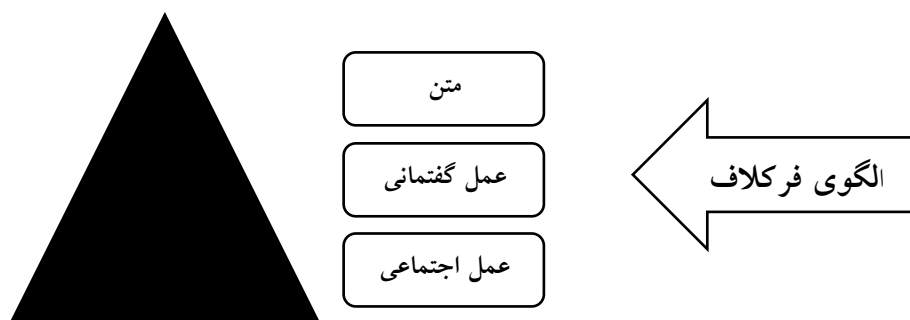 متن
عمل گفتمانی
عمل اجتماعی
الگوی فرکلاف